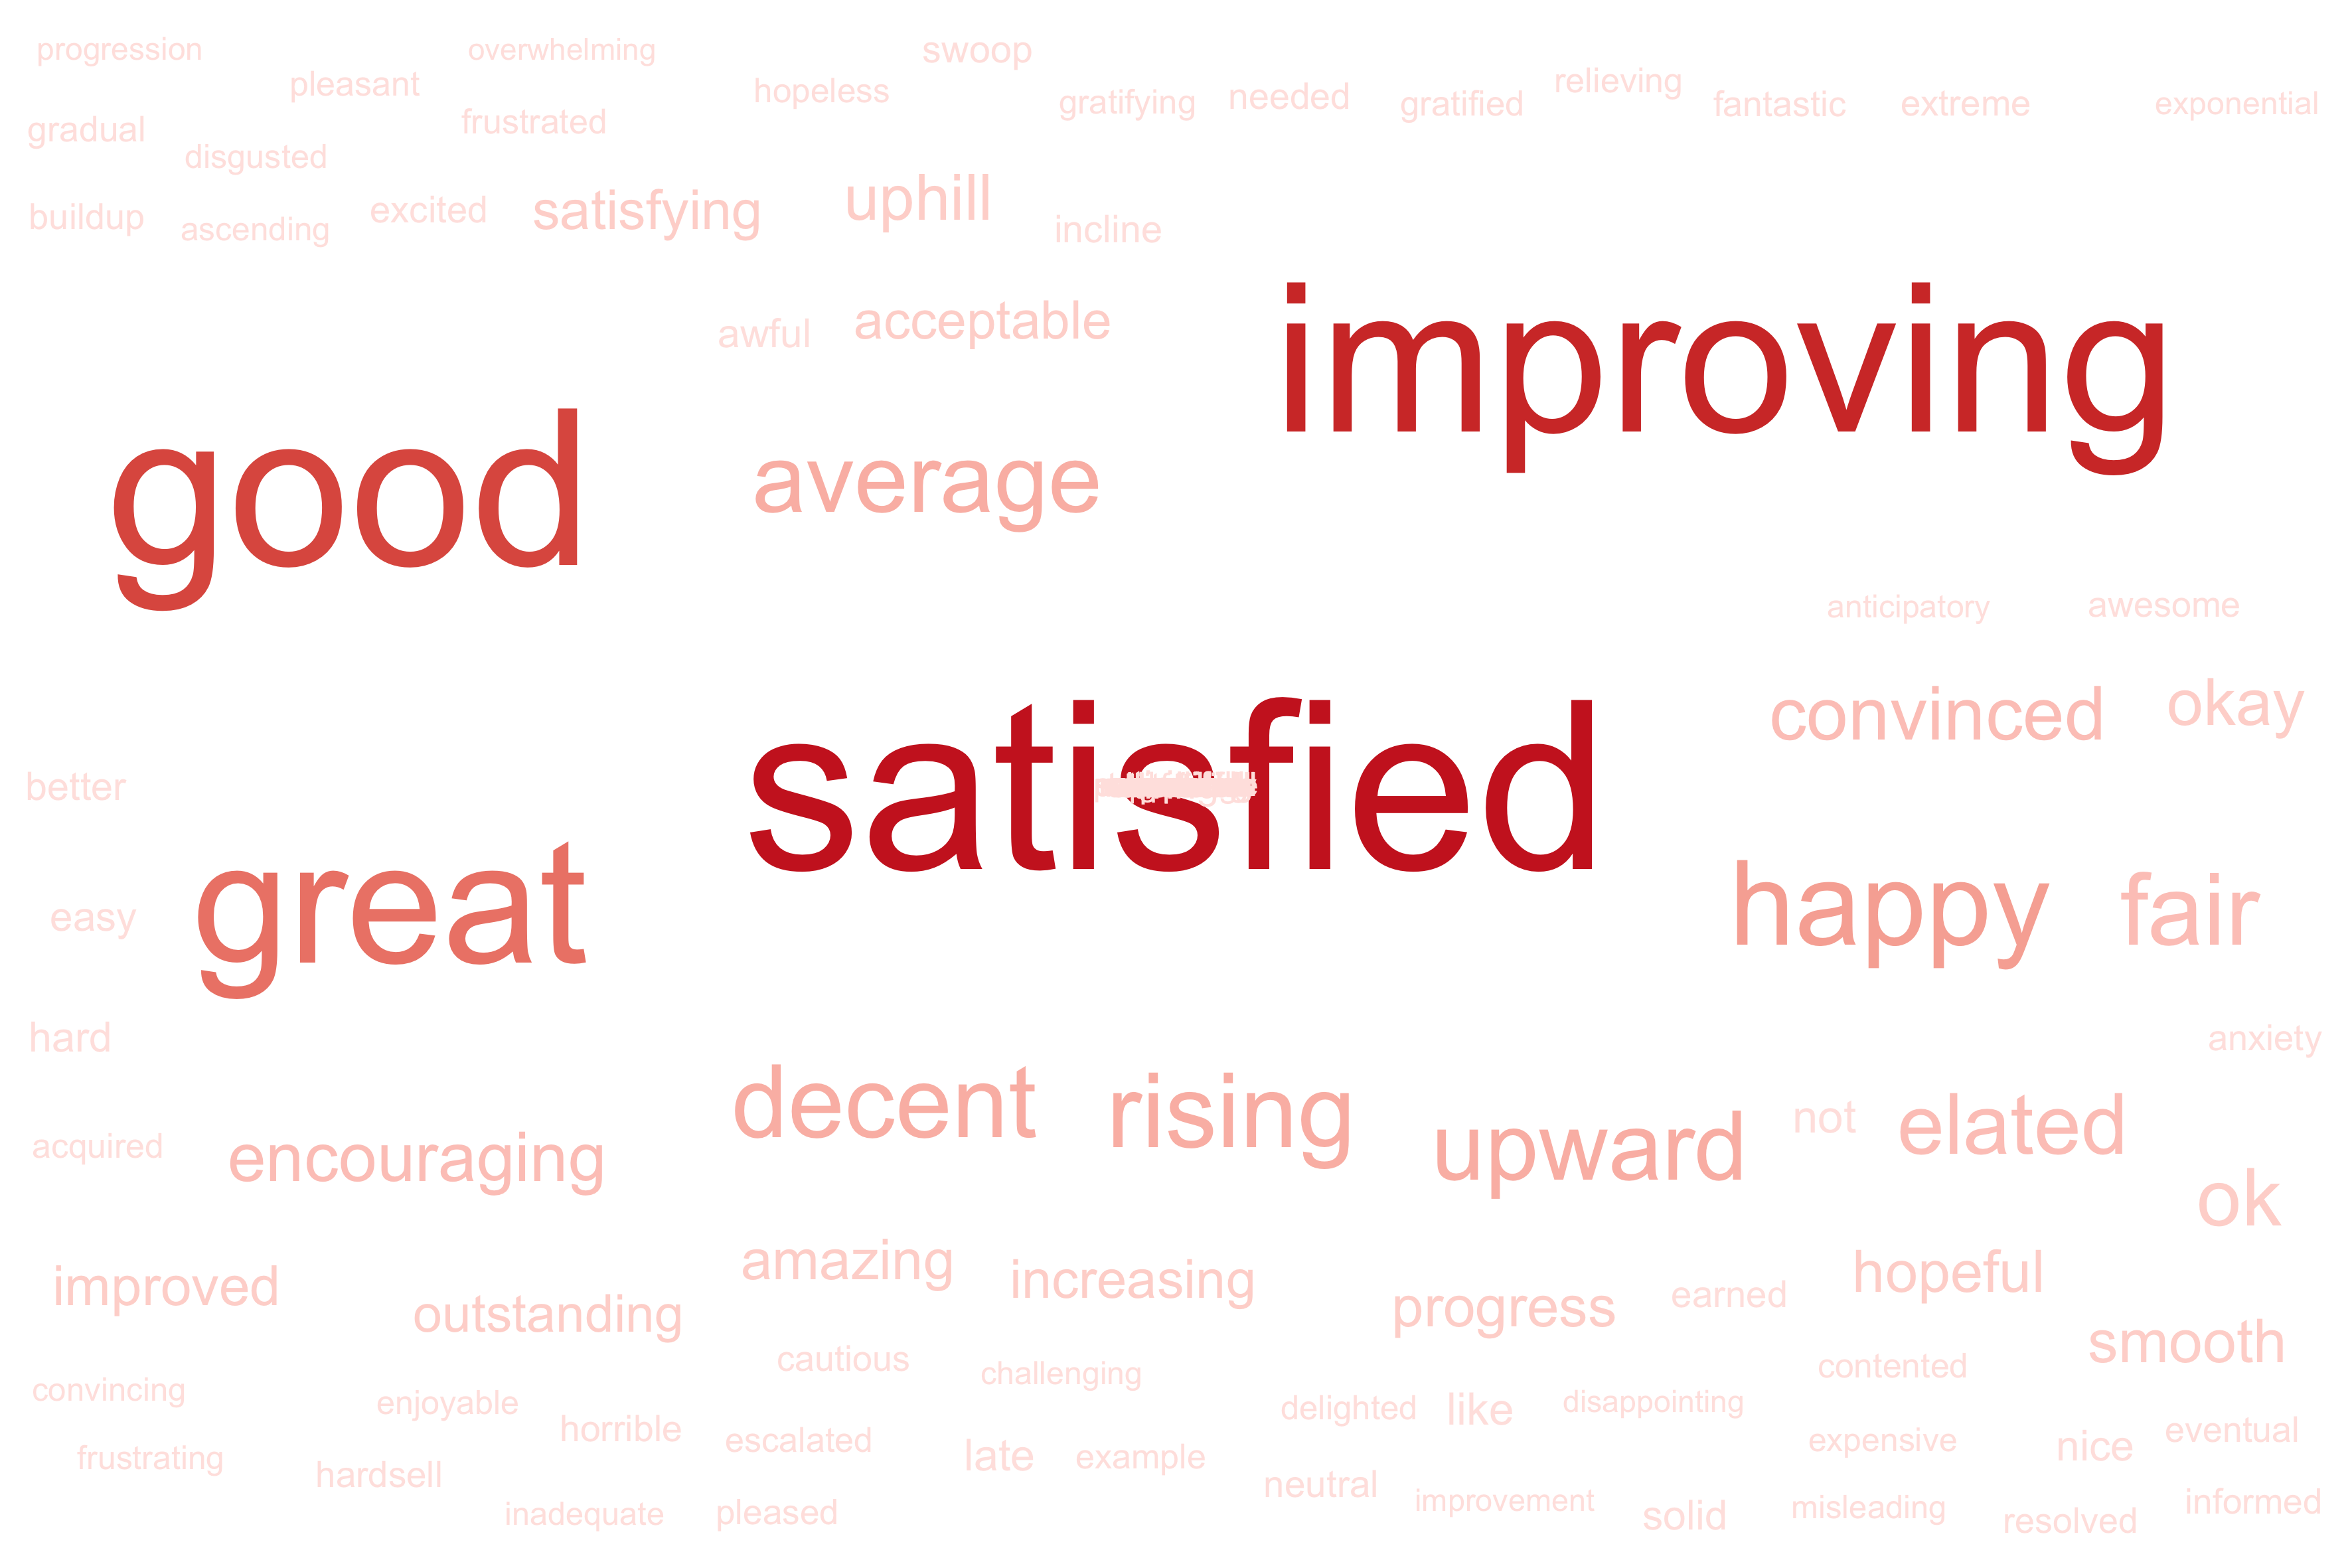 progression
overwhelming
swoop
pleasant
hopeless
relieving
gratifying
needed
gratified
fantastic
extreme
exponential
gradual
frustrated
disgusted
buildup
ascending
excited
satisfying
uphill
incline
awful
acceptable
improving
good
average
anticipatory
awesome
convinced
okay
better
satisfied
easy
great
happy
fair
hard
anxiety
decent
rising
upward
not
elated
acquired
encouraging
ok
improved
outstanding
amazing
increasing
progress
earned
hopeful
smooth
cautious
challenging
contented
convincing
enjoyable
horrible
delighted
like
disappointing
eventual
frustrating
hardsell
escalated
late
example
neutral
expensive
nice
inadequate
pleased
improvement
solid
misleading
resolved
informed